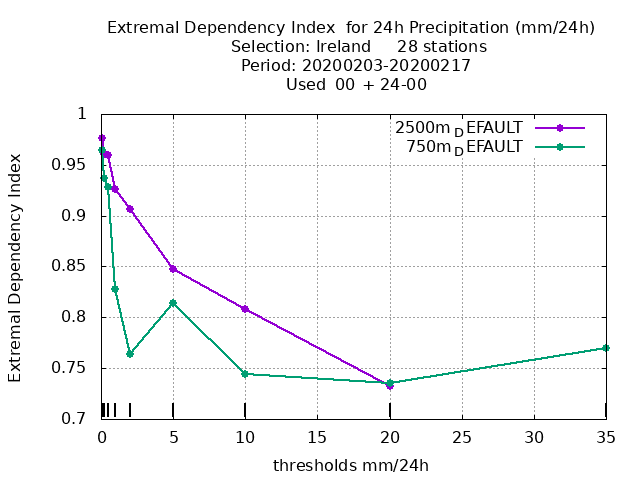 Extremal Dependency Index  for 24h Precipitation (mm/24h)
Selection: Ireland     28 stations
Period: 20200203-20200217
Used  00  + 24-00
2500m_DEFAULT
750m_DEFAULT
1
0.95
0.9
0.85
0.8
0.75
0.7
Extremal Dependency Index
0 5 10 15 20 25 30 35
thresholds mm/24h